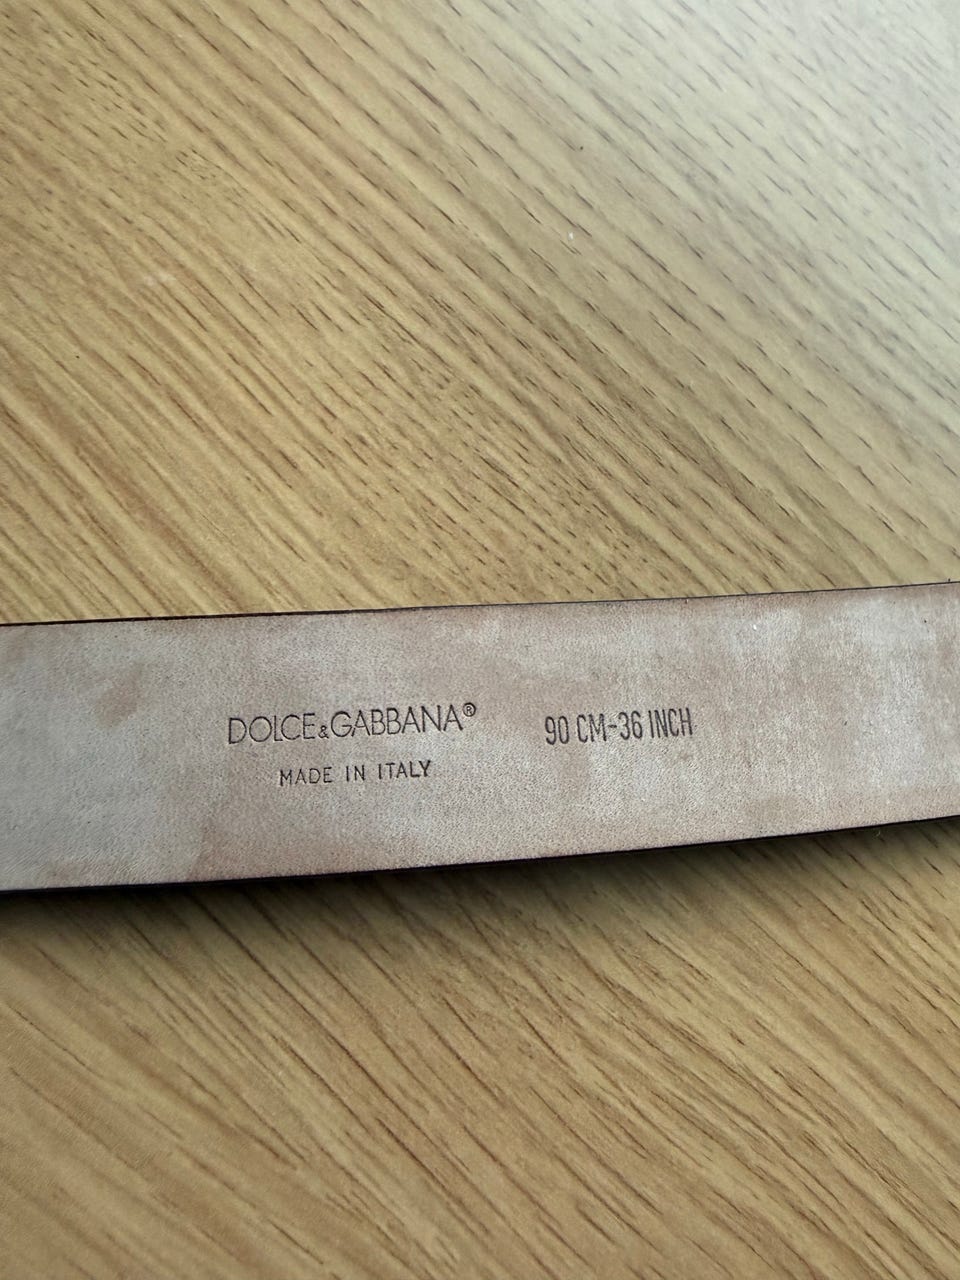 DOLCE&GABBANA®
MADE IN ITALY
90 CM-36 INCH